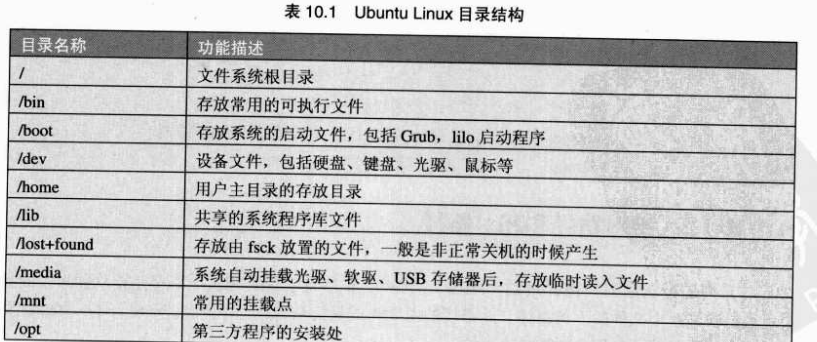 表 10.1 Ubuntu Linux 目录结构
目录名称 功能描述
/ 文件系统根目录
/bin 存放常用的可执行文件
/boot 存放系统的启动文件，包括 Grub，lilo 启动程序
/dev 设备文件，包括硬盘、键盘、光驱、鼠标等
/home 用户主目录的存放目录
/lib 共享的系统程序库文件
/lost+found 存放由 fsck 放置的文件，一般是非正常关机的时候产生
/media 系统自动挂载光驱、软驱、USB 存储器后，存放临时读入文件
/mnt 常用的挂载点
/opt 第三方程序的安装处